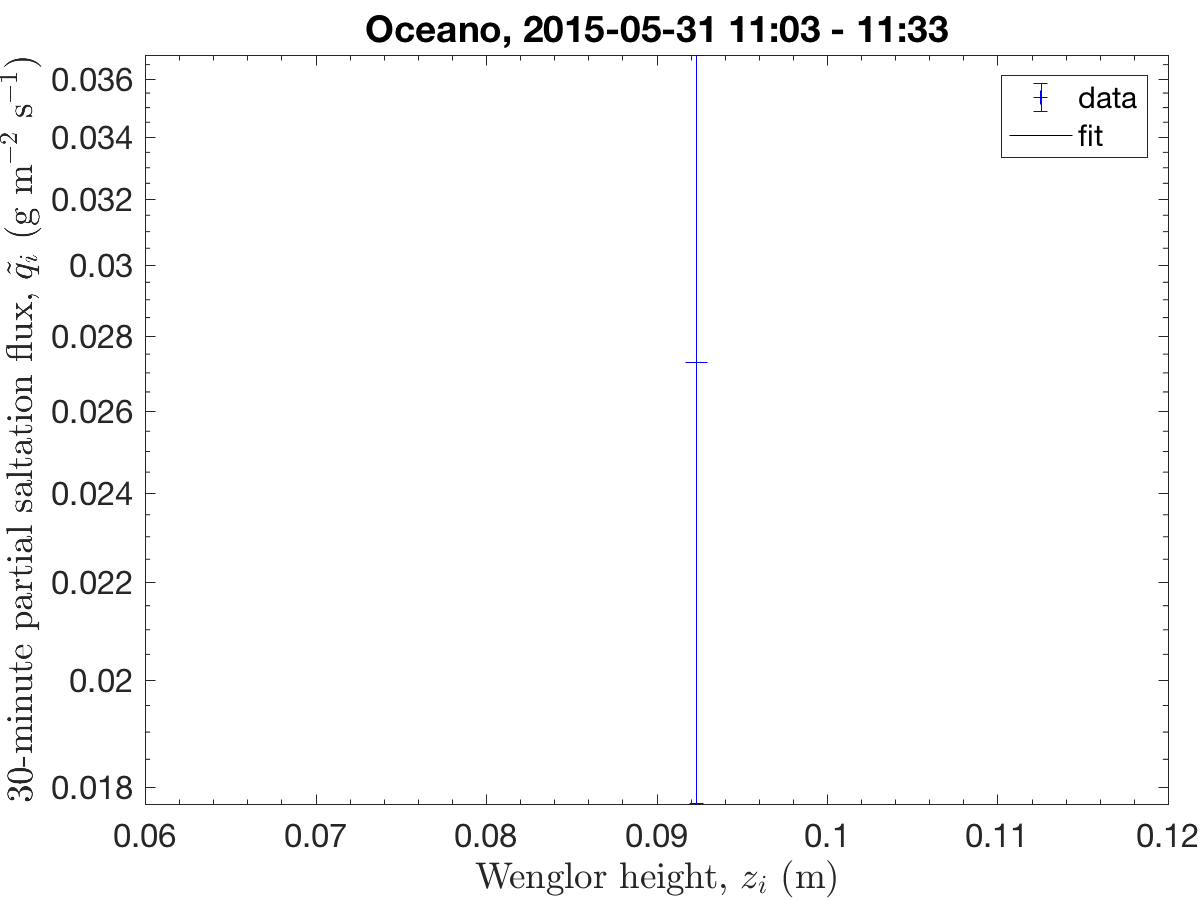 Oceano, 2015-05-31 11:03 - 11:33
data
fit
30-minute partial saltation flux, q̃ᵢ (g m⁻² s⁻¹)
0.036
0.034
0.032
0.03
0.028
0.026
0.024
0.022
0.02
0.018
0.06 0.07 0.08 0.09 0.1 0.11 0.12
Wenglor height, zᵢ (m)